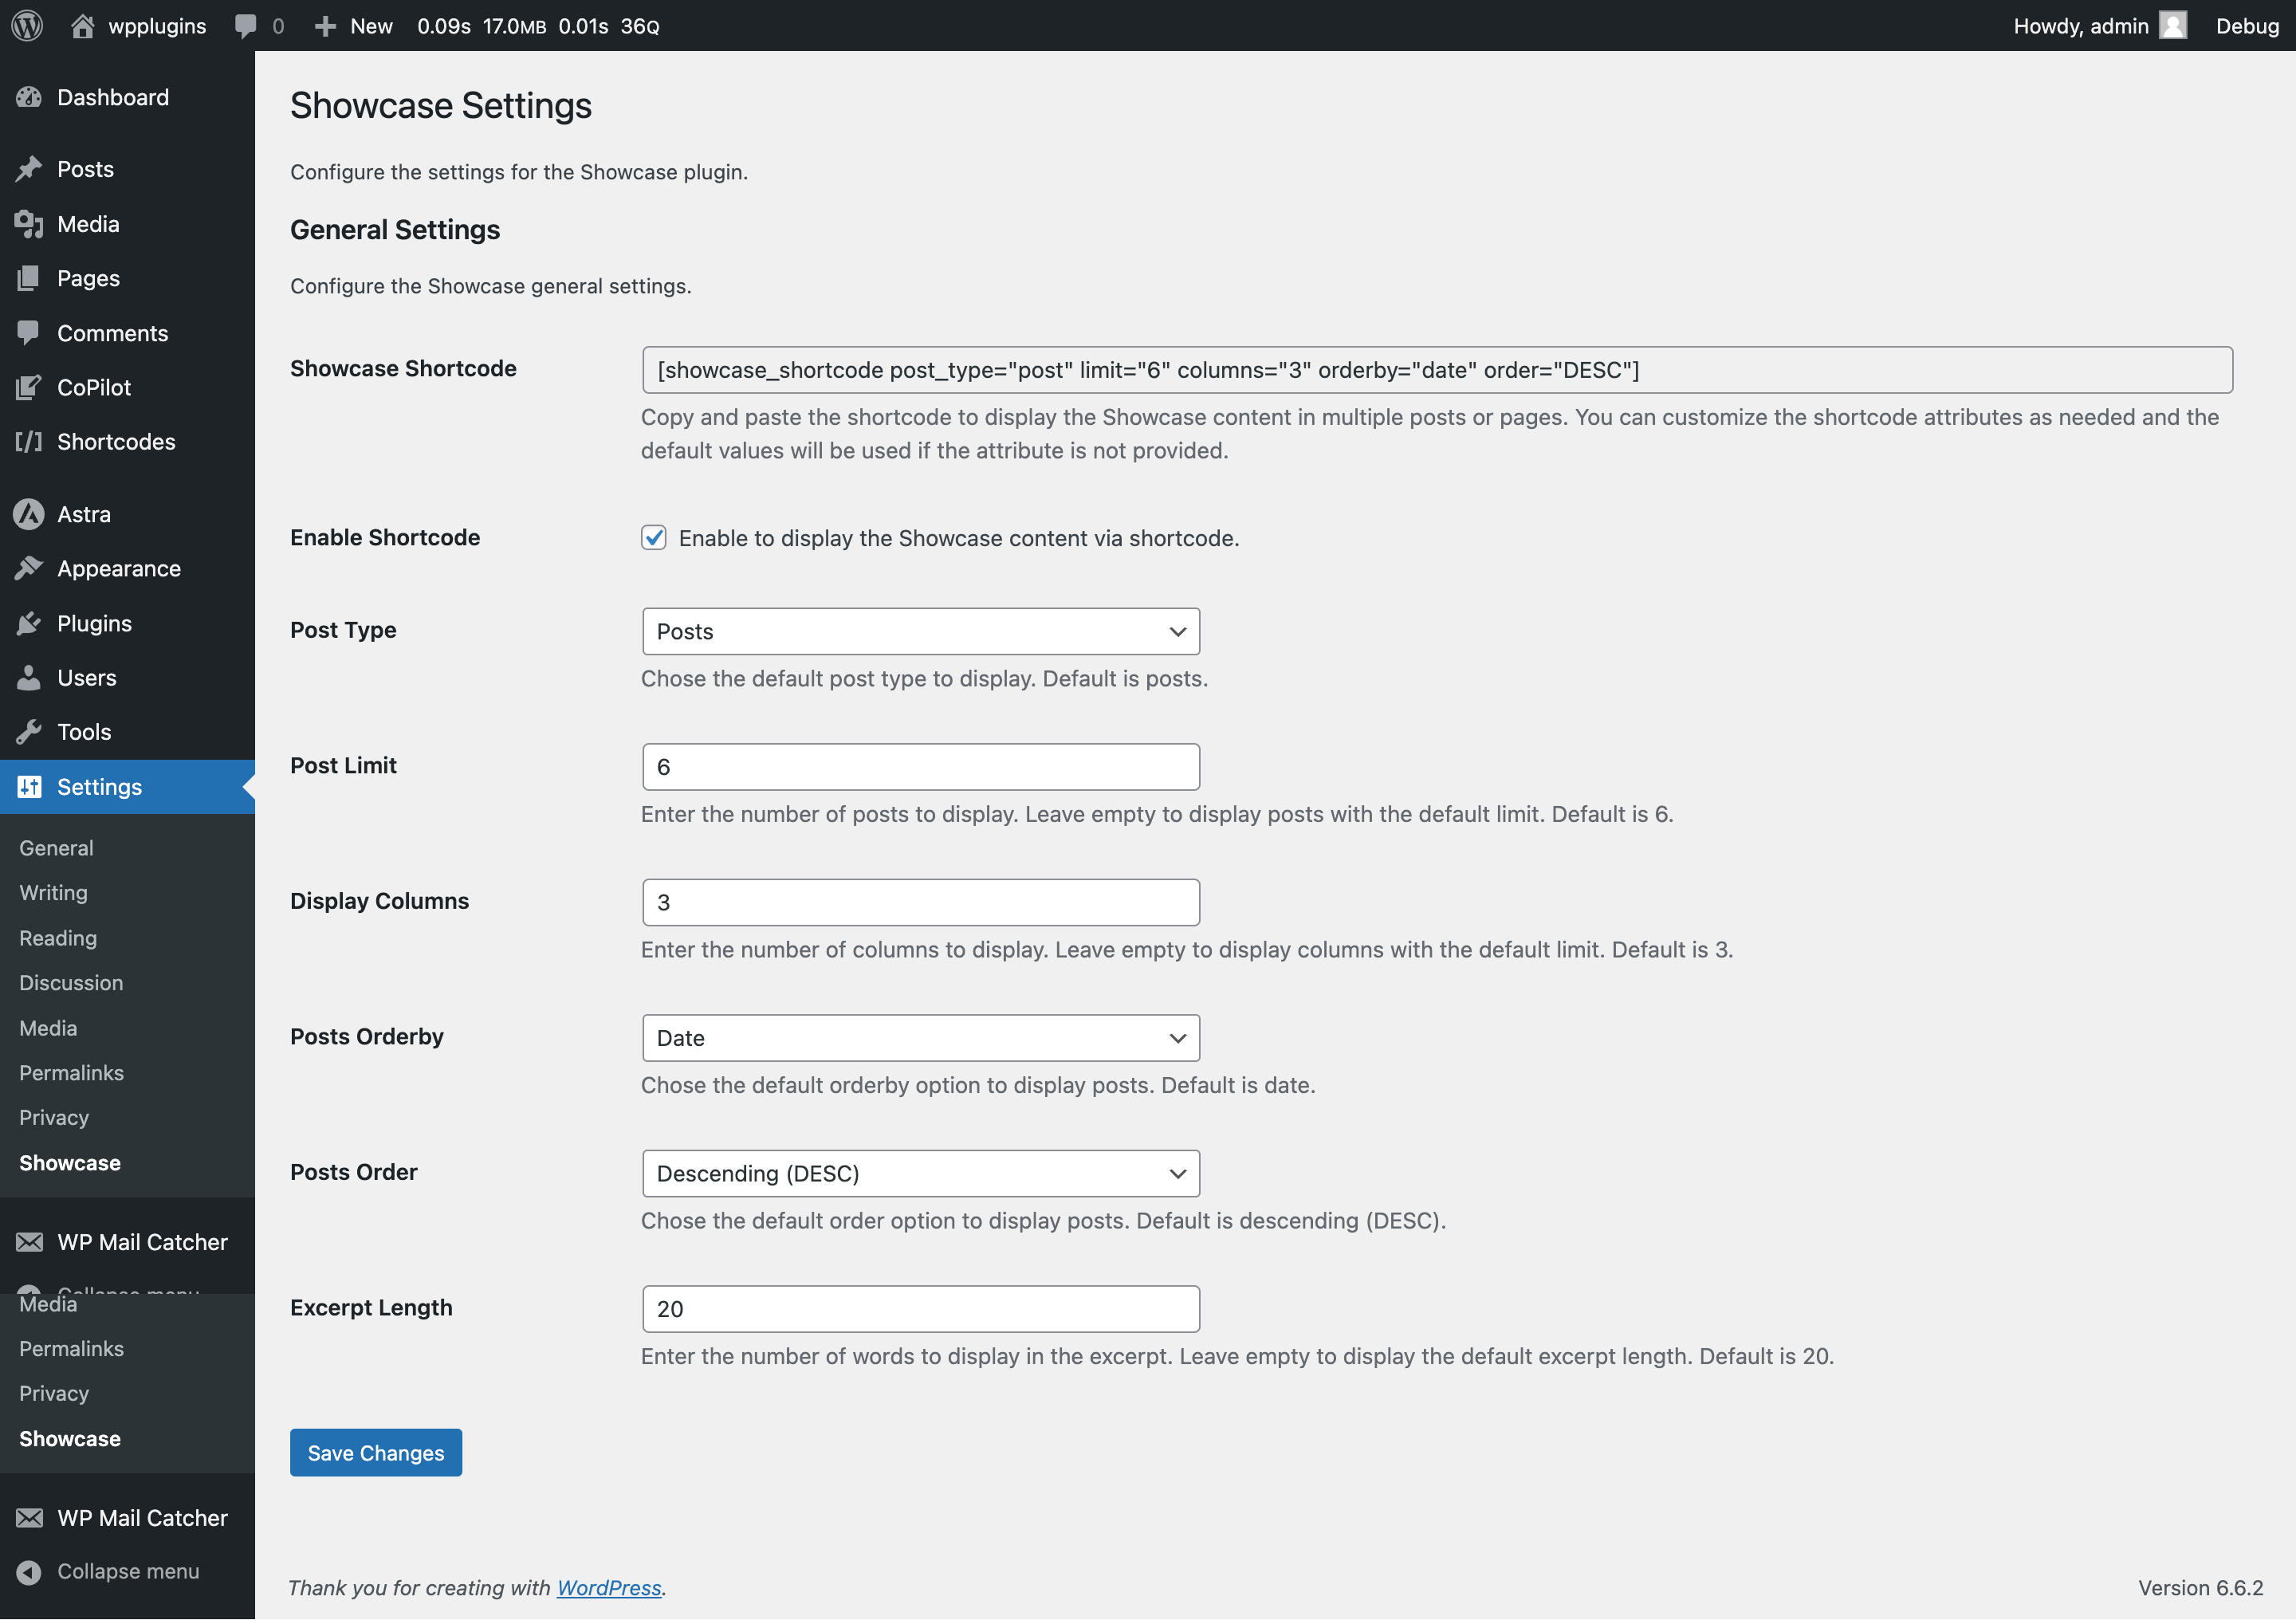 wpplugins 0 New 0.09s 17.0MB 0.01s 36Q Howdy, admin Debug
Dashboard
Posts
Media
Pages
Comments
CoPilot
Shortcodes
Astra
Appearance
Plugins
Users
Tools
Settings
General
Writing
Reading
Discussion
Media
Permalinks
Privacy
Showcase
WP Mail Catcher
Collapse menu
Media
Permalinks
Privacy
Showcase
WP Mail Catcher
Collapse menu
Showcase Settings
Configure the settings for the Showcase plugin.
General Settings
Configure the Showcase general settings.
Showcase Shortcode
[showcase_shortcode post_type="post" limit="6" columns="3" orderby="date" order="DESC"]
Copy and paste the shortcode to display the Showcase content in multiple posts or pages. You can customize the shortcode attributes as needed and the
default values will be used if the attribute is not provided.
Enable Shortcode
Enable to display the Showcase content via shortcode.
Post Type
Posts
Chose the default post type to display. Default is posts.
Post Limit
6
Enter the number of posts to display. Leave empty to display posts with the default limit. Default is 6.
Display Columns
3
Enter the number of columns to display. Leave empty to display columns with the default limit. Default is 3.
Posts Orderby
Date
Chose the default orderby option to display posts. Default is date.
Posts Order
Descending (DESC)
Chose the default order option to display posts. Default is descending (DESC).
Excerpt Length
20
Enter the number of words to display in the excerpt. Leave empty to display the default excerpt length. Default is 20.
Save Changes
Thank you for creating with WordPress.
Version 6.6.2